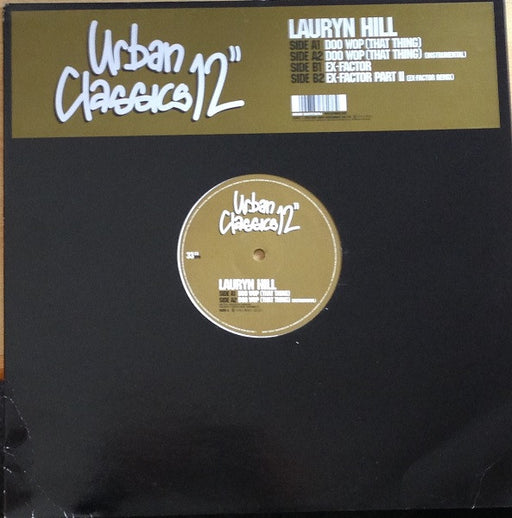 Urban
Classics 12"
LAURYN HILL
SIDE A1 DOO WOP (THAT THING)
SIDE A2 DOO WOP (THAT THING) (INSTRUMENTAL)
SIDE B1 EX-FACTOR
SIDE B2 EX-FACTOR PART II (EX FACTOR REMIX)
Urban
Classics 12"
33
LAURYN HILL
SIDE A1 DOO WOP (THAT THING)
SIDE A2 DOO WOP (THAT THING) (INSTRUMENTAL)